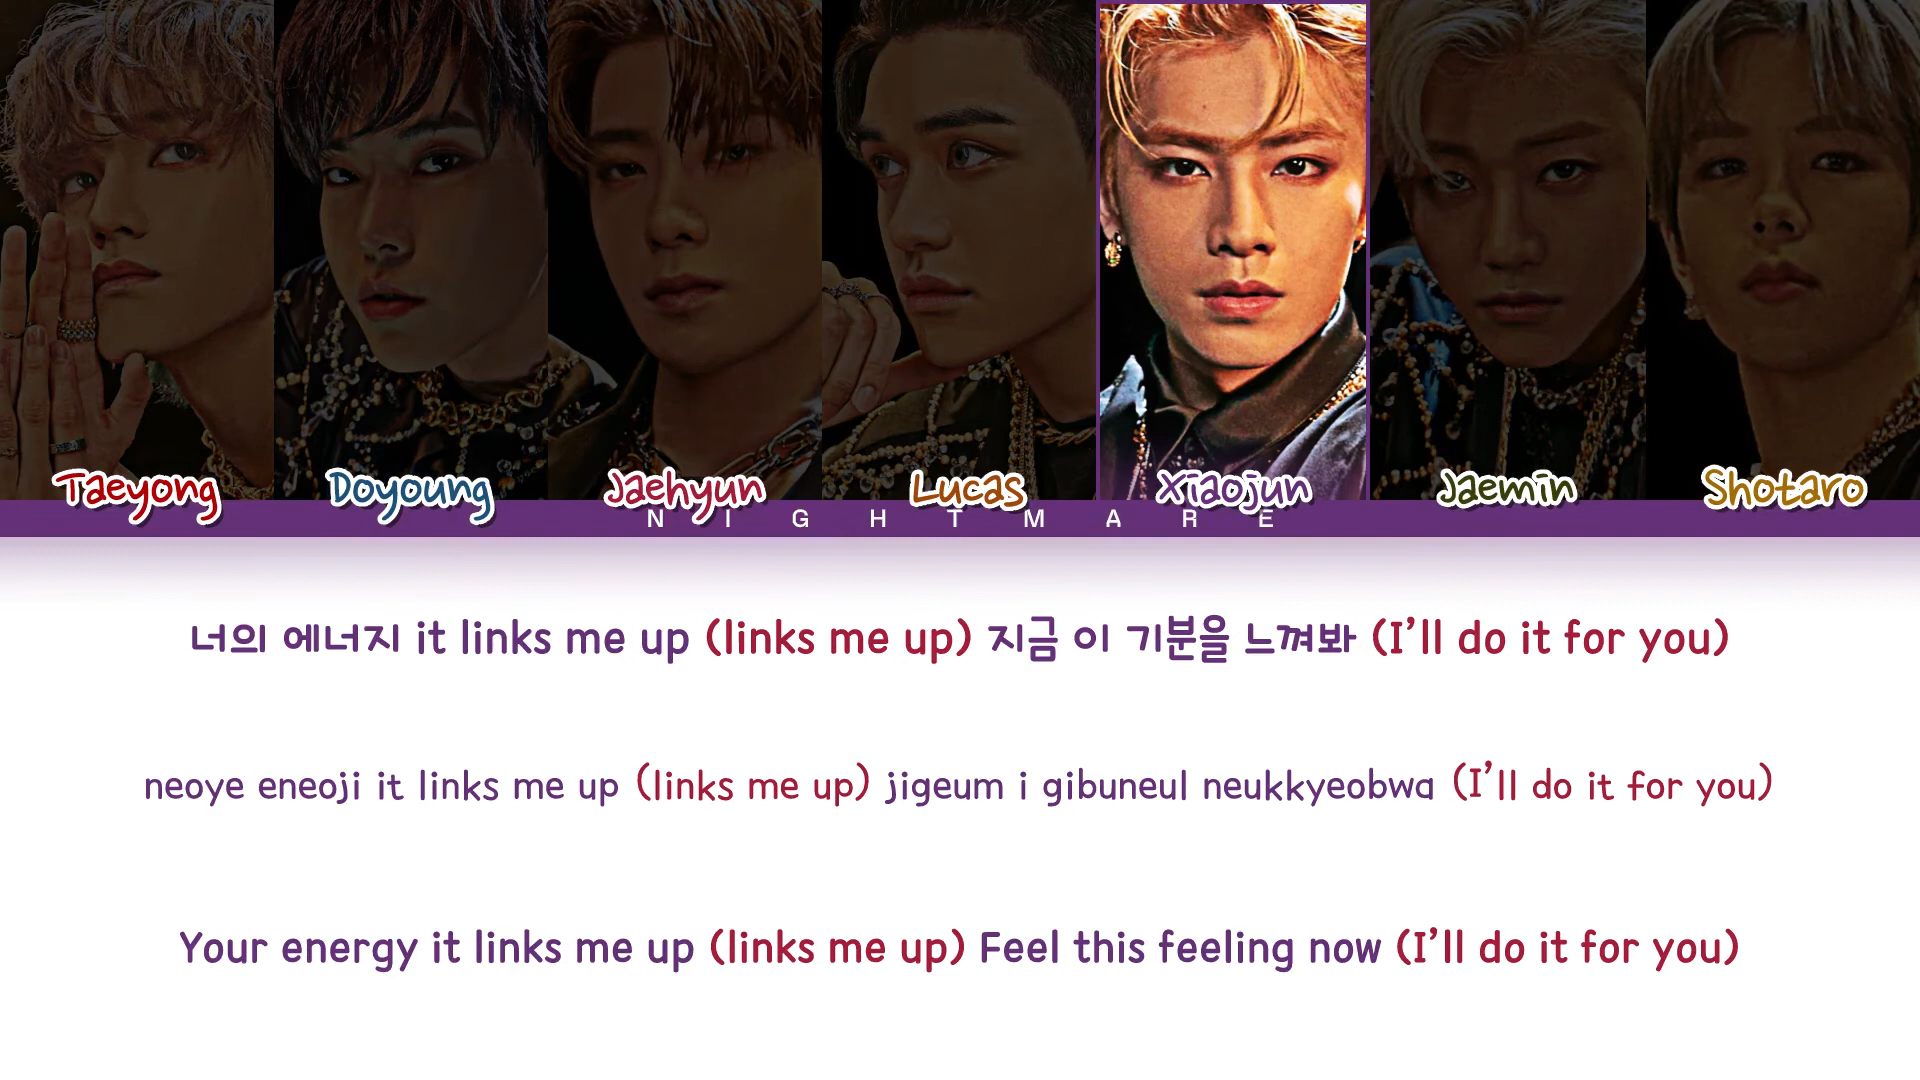 Taeyong Doyoung Jaehyun Lucas Xiaojun Jaemin Shotaro
NIGHTMARE
너의 에너지 it links me up (links me up) 지금 이 기분을 느껴봐 (I'll do it for you)
neoye eneoji it links me up (links me up) jigeum i gibuneul neukkyeobwa (I'll do it for you)
Your energy it links me up (links me up) Feel this feeling now (I'll do it for you)